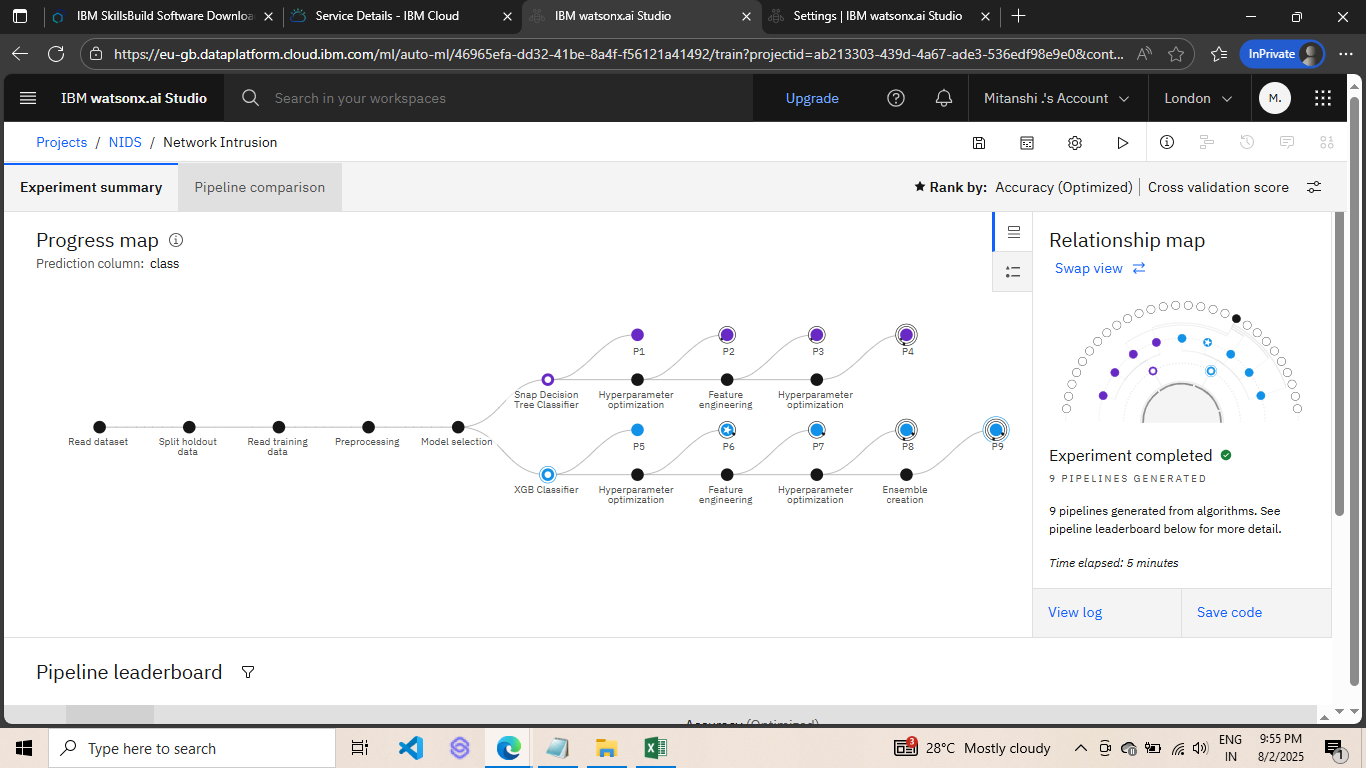 IBM SkillsBuild Software Downloa
Service Details - IBM Cloud
IBM watsonx.ai Studio
Settings | IBM watsonx.ai Studio
https://eu-gb.dataplatform.cloud.ibm.com/ml/auto-ml/46965efa-dd32-41be-8a4f-f56121a41492/train?projectid=ab213303-439d-4a67-ade3-536edf98e9e0&cont...
InPrivate
IBM watsonx.ai Studio
Search in your workspaces
Upgrade
Mitanshi .'s Account
London
M.
Projects / NIDS / Network Intrusion
Experiment summary
Pipeline comparison
Rank by: Accuracy (Optimized) | Cross validation score
Progress map
Prediction column: class
P1 P2 P3 P4
Snap Decision Tree Classifier
Hyperparameter optimization
Feature engineering
Hyperparameter optimization
Read dataset
Split holdout data
Read training data
Preprocessing
Model selection
P5 P6 P7 P8 P9
XGB Classifier
Hyperparameter optimization
Feature engineering
Hyperparameter optimization
Ensemble creation
Relationship map
Swap view
Experiment completed
9 PIPELINES GENERATED
9 pipelines generated from algorithms. See
pipeline leaderboard below for more detail.
Time elapsed: 5 minutes
View log
Save code
Pipeline leaderboard
Accuracy (Optimized)
Type here to search
3
28°C Mostly cloudy
ENG
IN
9:55 PM
8/2/2025
1